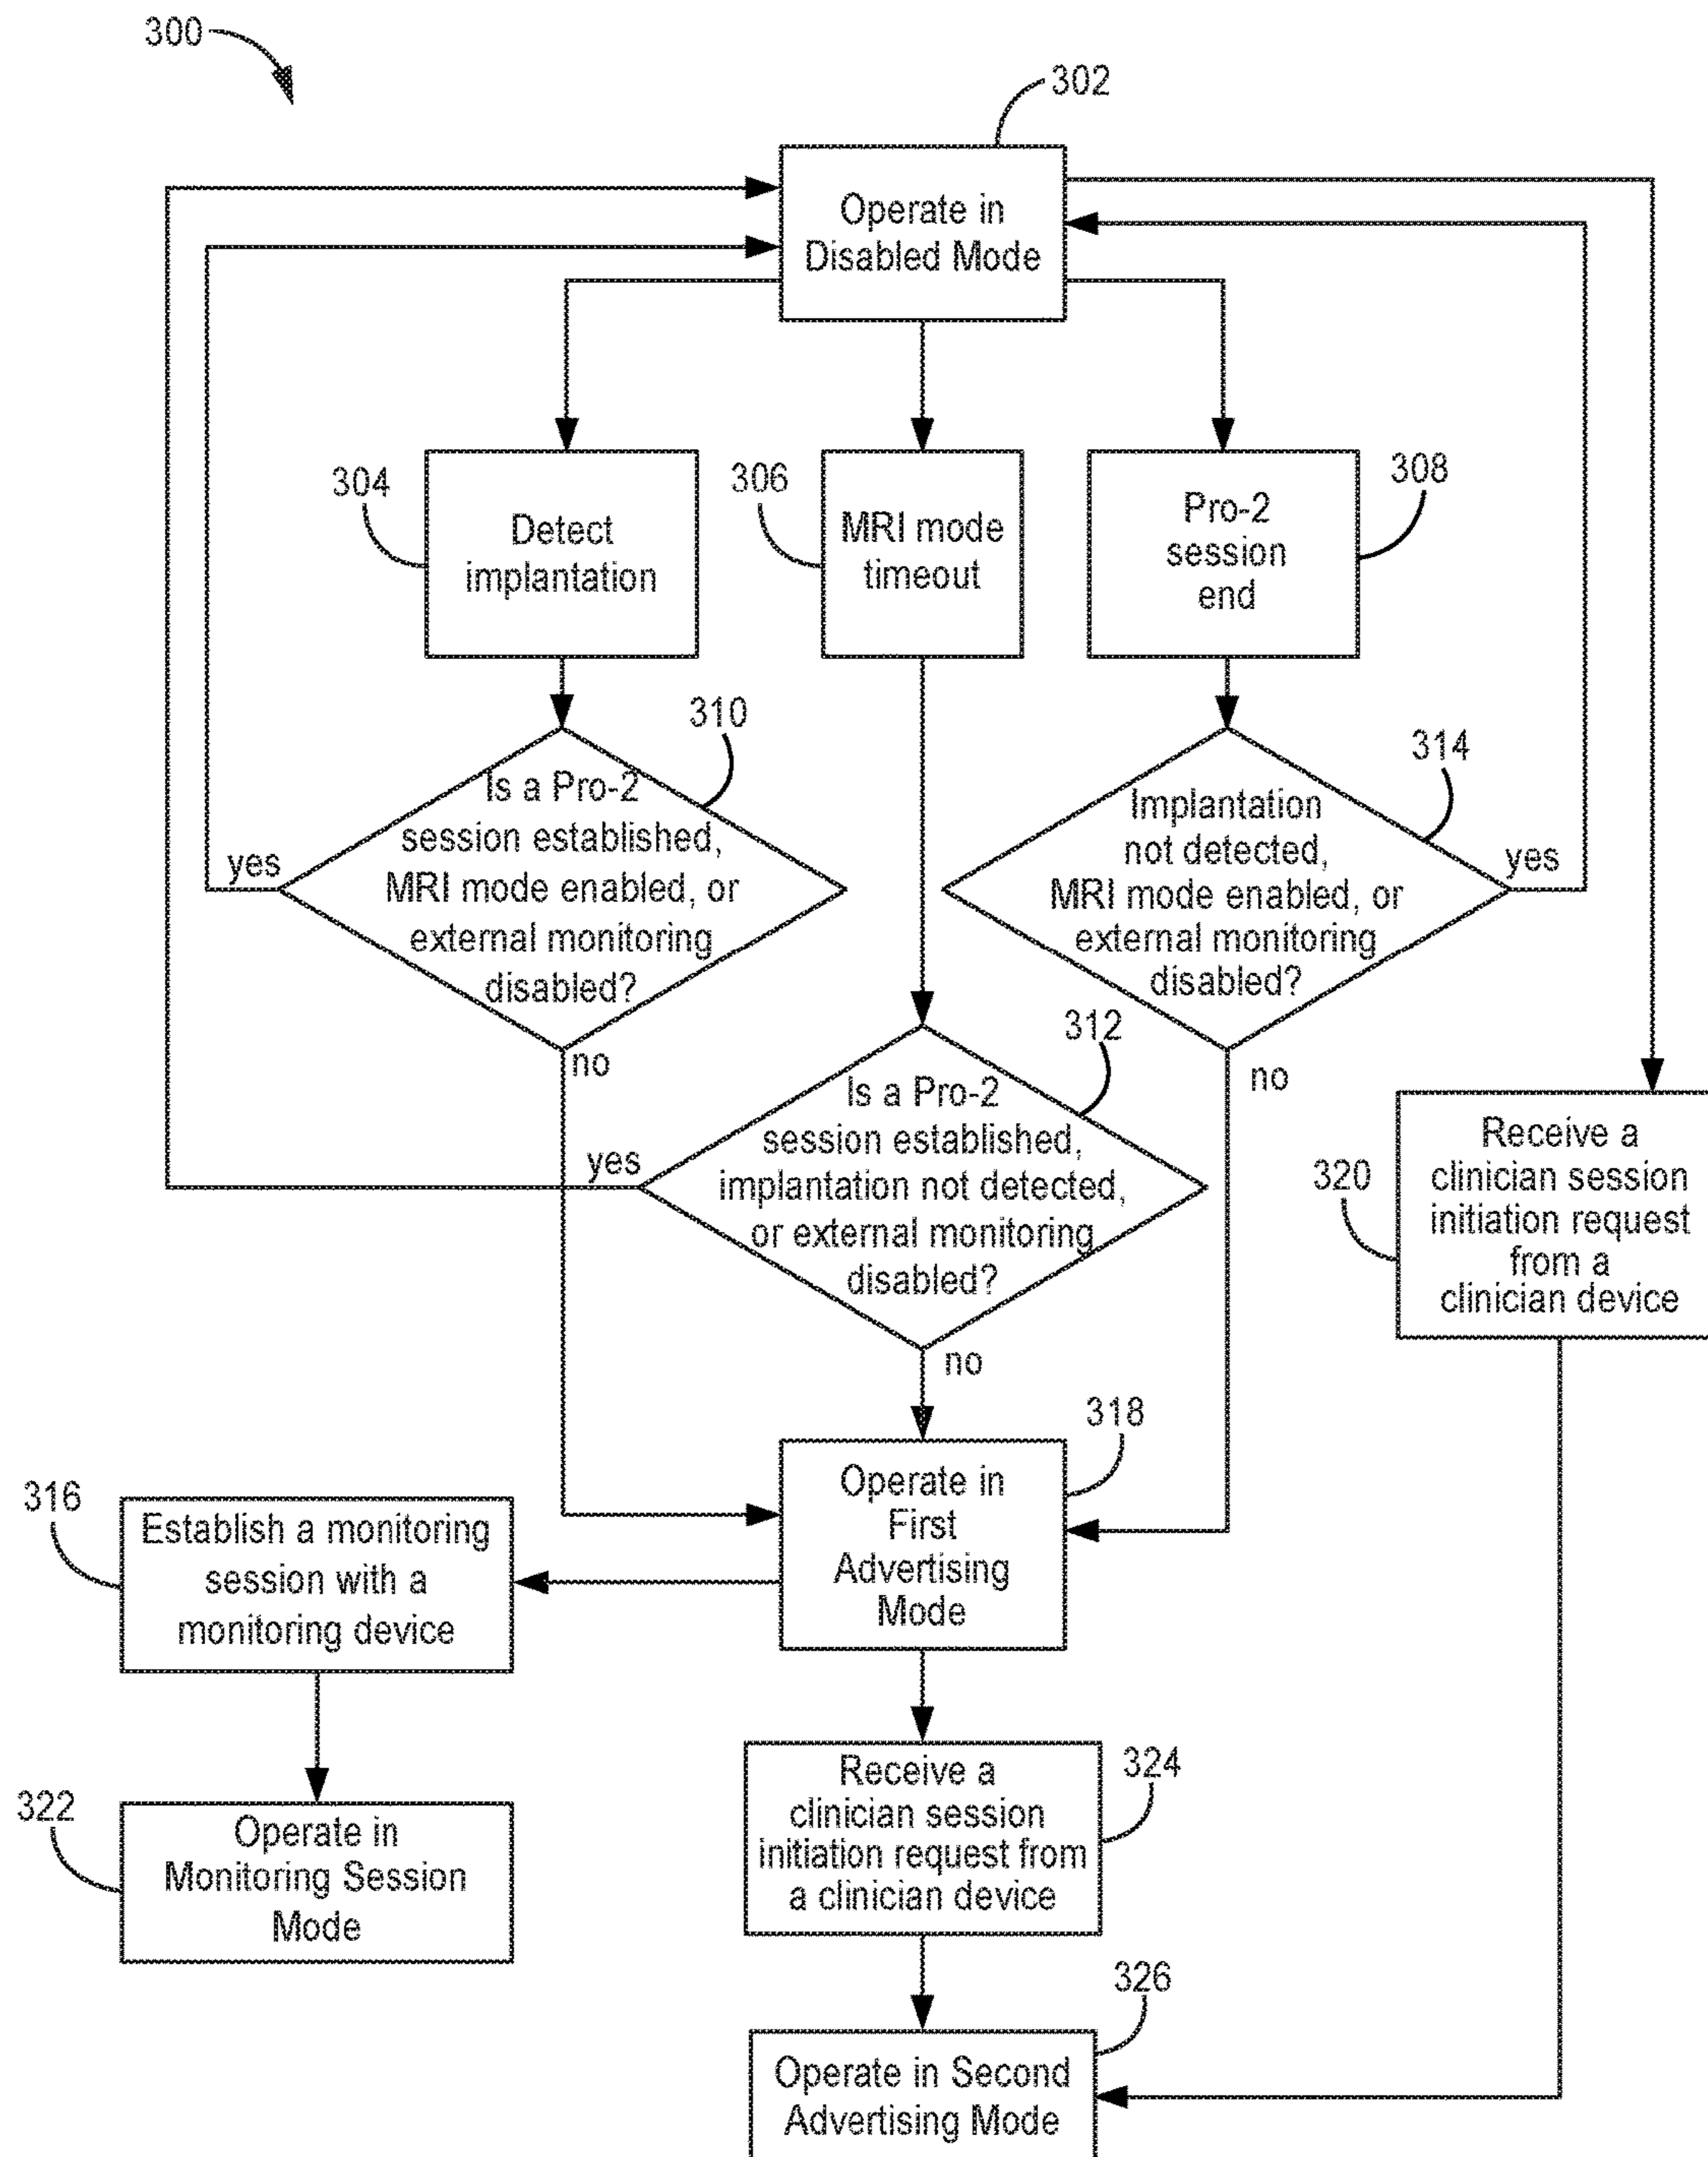 300
302
Operate in
Disabled Mode
304
Detect
implantation
306
MRI mode
timeout
308
Pro-2
session
end
310
Is a Pro-2
session established,
MRI mode enabled, or
external monitoring
disabled?
yes
no
314
Implantation
not detected,
MRI mode enabled, or
external monitoring
disabled?
yes
no
312
Is a Pro-2
session established,
implantation not detected,
or external monitoring
disabled?
yes
no
320
Receive a
clinician session
initiation request
from a
clinician device
318
Operate in
First
Advertising
Mode
316
Establish a monitoring
session with a
monitoring device
322
Operate in
Monitoring Session
Mode
324
Receive a
clinician session
initiation request from
a clinician device
326
Operate in Second
Advertising Mode